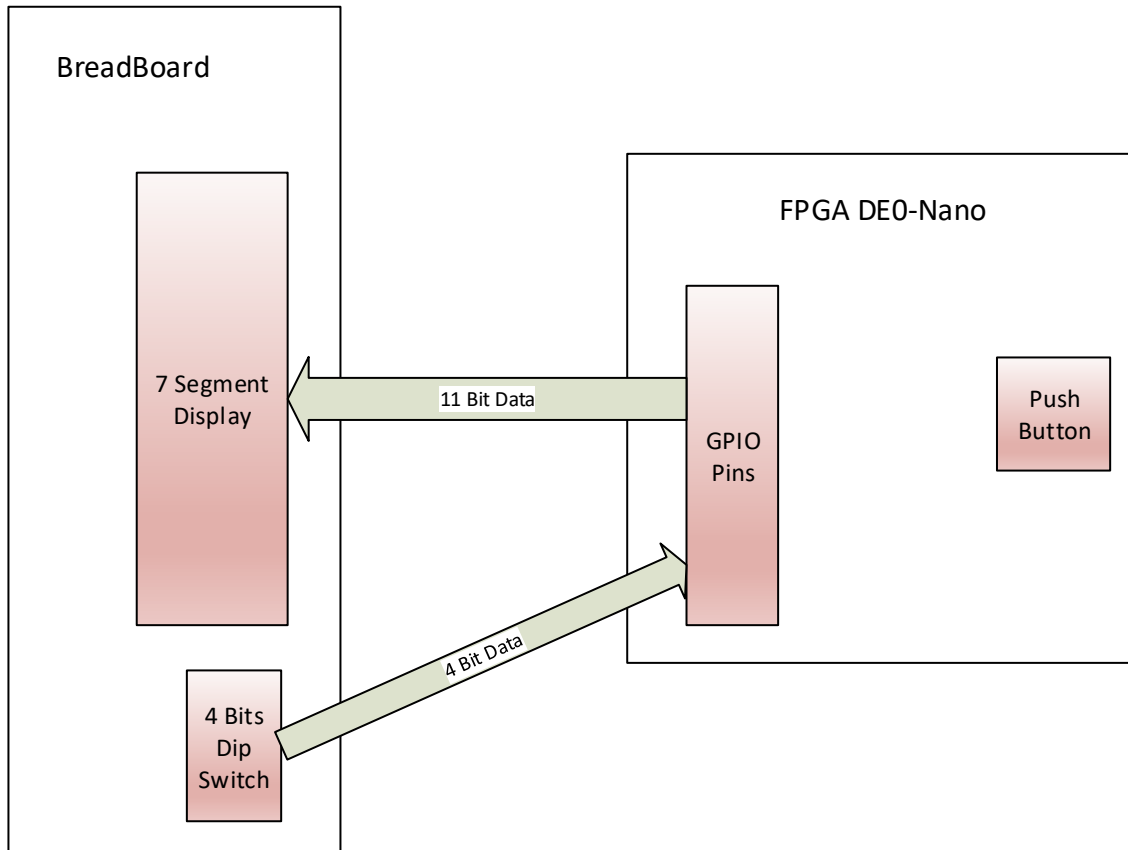 BreadBoard
FPGA DE0-Nano
7 Segment
Display
11 Bit Data
GPIO
Pins
Push
Button
4 Bit Data
4 Bits
Dip
Switch